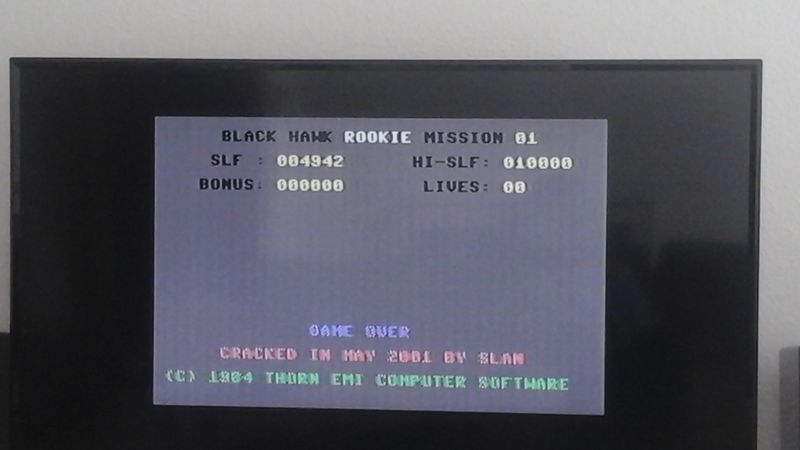 BLACK HAWK ROOKIE MISSION 01
SLF : 004942 HI-SLF: 010000
BONUS: 000000 LIVES: 00
GAME OVER
CRACKED IN MAY 2001 BY SLAN
(C) 1984 THORN EMI COMPUTER SOFTWARE